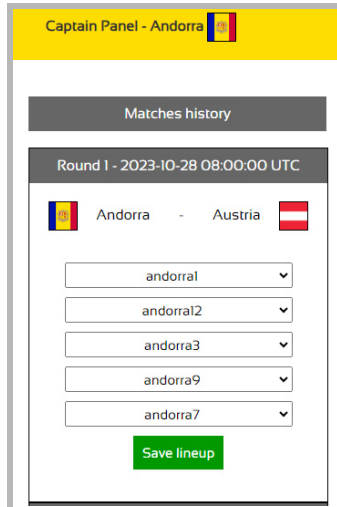 Captain Panel - Andorra
Matches history
Round 1 - 2023-10-28 08:00:00 UTC
Andorra - Austria
andorra1
andorra12
andorra3
andorra9
andorra7
Save lineup